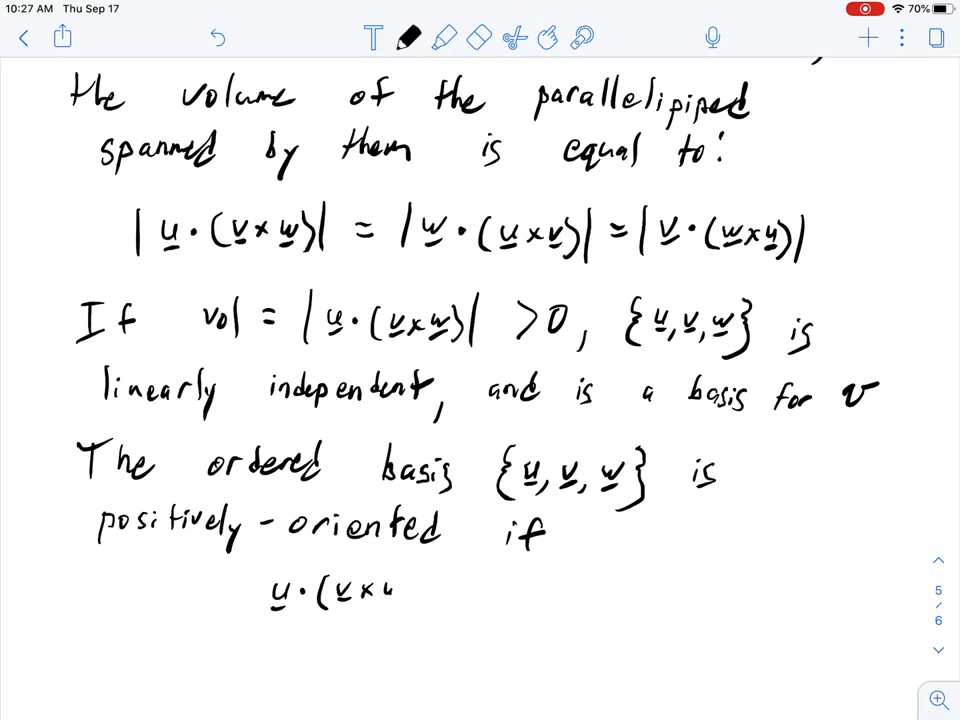 10:27 AM Thu Sep 17
70%
the volume of the parallelipiped
spanned by them is equal to:
|u · (v × w)| = |w · (u × v)| = |v · (w × u)|
If vol = |u · (v × w)| > 0, {u, v, w} is
linearly independent, and is a basis for V
The ordered basis {u, v, w} is
positively - oriented if
u · (v ×
5
/
6